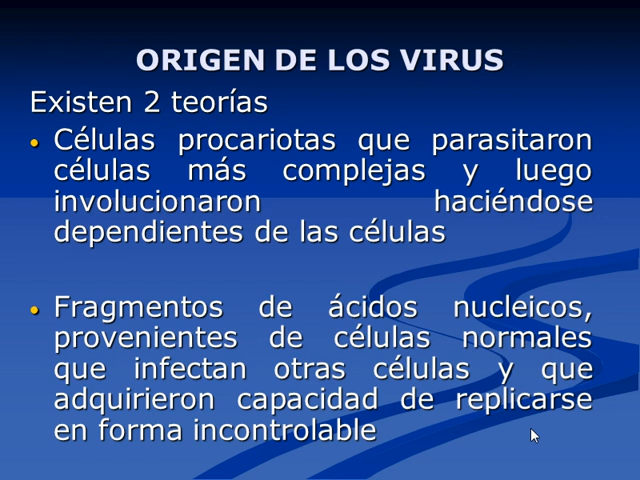 ORIGEN DE LOS VIRUS
Existen 2 teorías
• Células procariotas que parasitaron
células más complejas y luego
involucionaron haciéndose
dependientes de las células
• Fragmentos de ácidos nucleicos,
provenientes de células normales
que infectan otras células y que
adquirieron capacidad de replicarse
en forma incontrolable